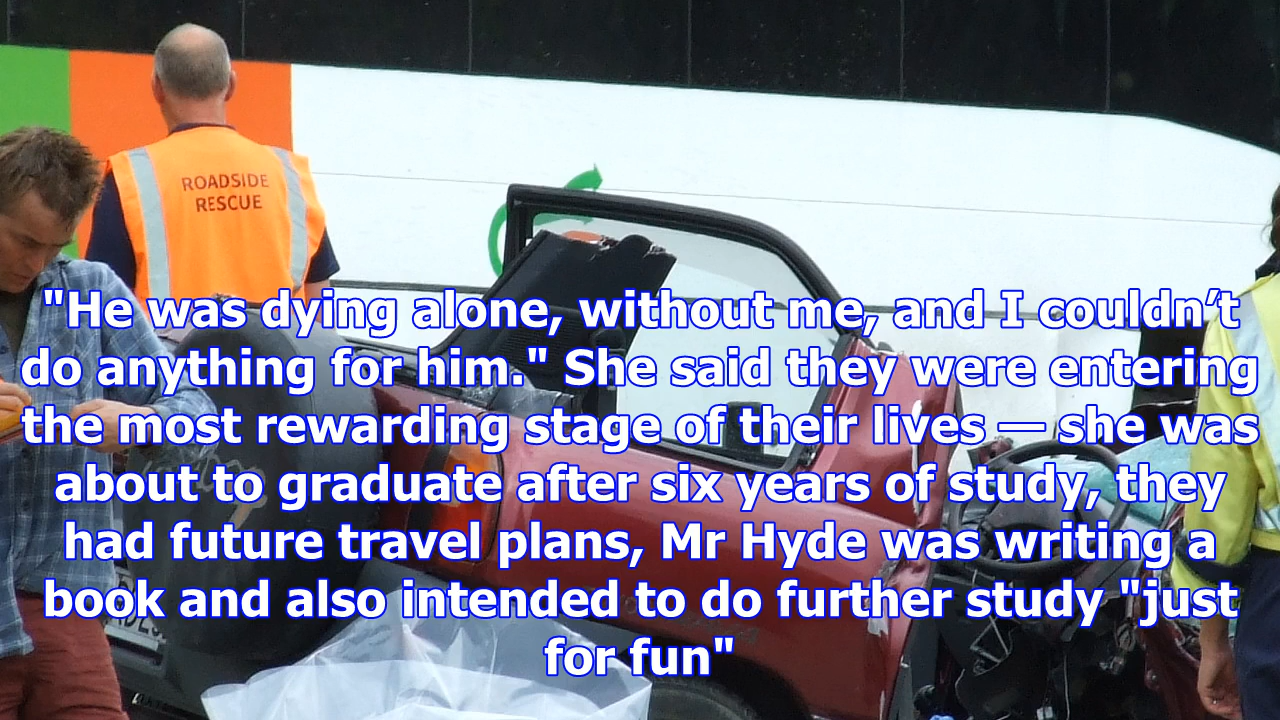 ROADSIDE
RESCUE
"He was dying alone, without me, and I couldn’t
do anything for him." She said they were entering
the most rewarding stage of their lives — she was
about to graduate after six years of study, they
had future travel plans, Mr Hyde was writing a
book and also intended to do further study "just
for fun"